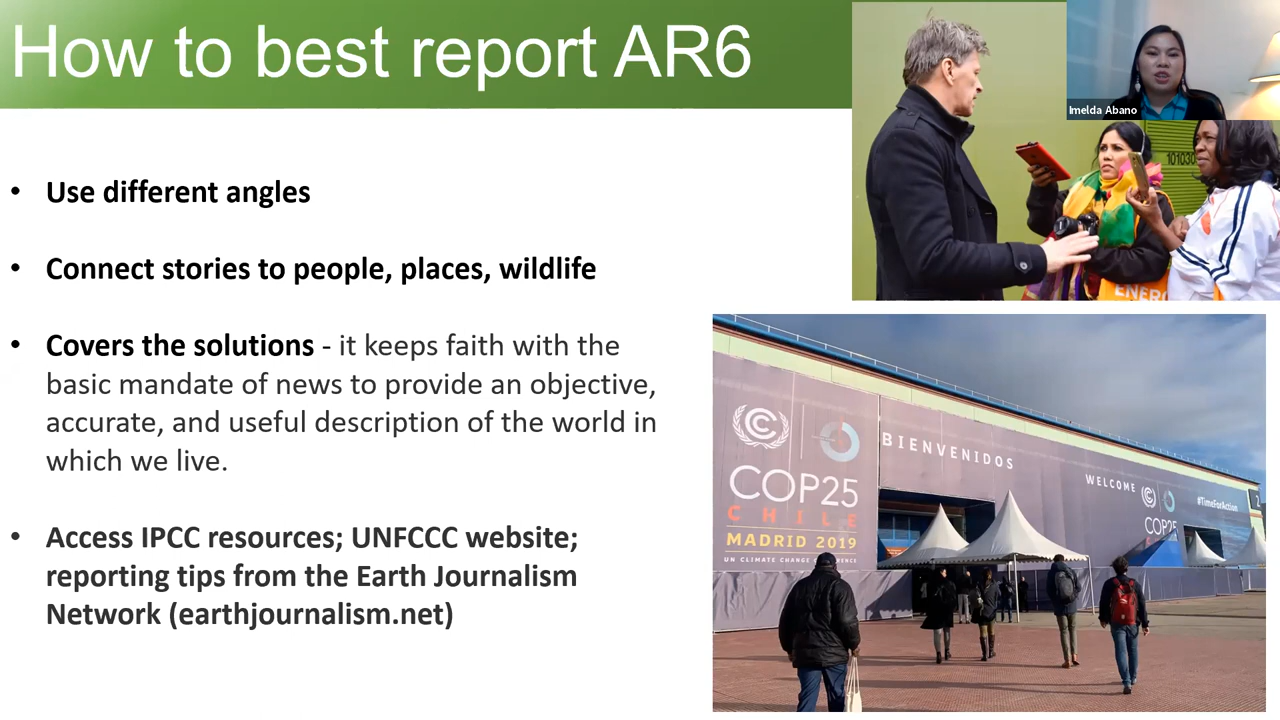 How to best report AR6
Imelda Abano
• Use different angles
• Connect stories to people, places, wildlife
• Covers the solutions - it keeps faith with the
basic mandate of news to provide an objective,
accurate, and useful description of the world in
which we live.
• Access IPCC resources; UNFCCC website;
reporting tips from the Earth Journalism
Network (earthjournalism.net)
101030
ENERG
BIENVENIDOS
COP25
CHILE
MADRID 2019
UN CLIMATE CHANGE
WELCOME
#TimeForAction
COP25
2